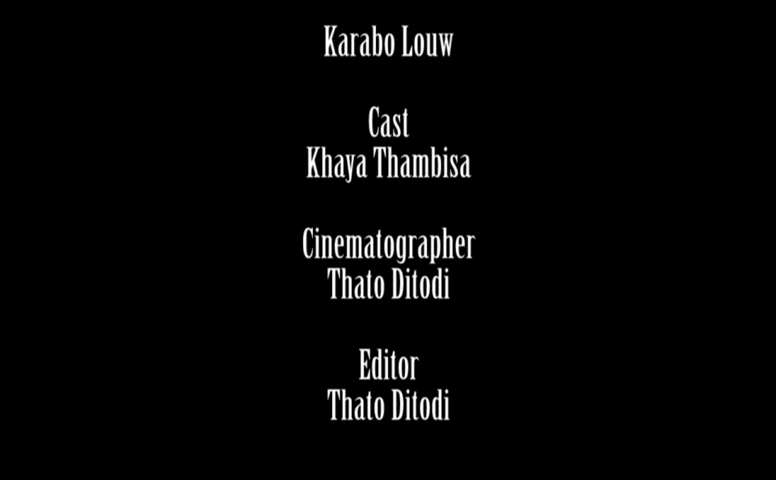 Karabo Louw
Cast
Khaya Thambisa
Cinematographer
Thato Ditodi
Editor
Thato Ditodi